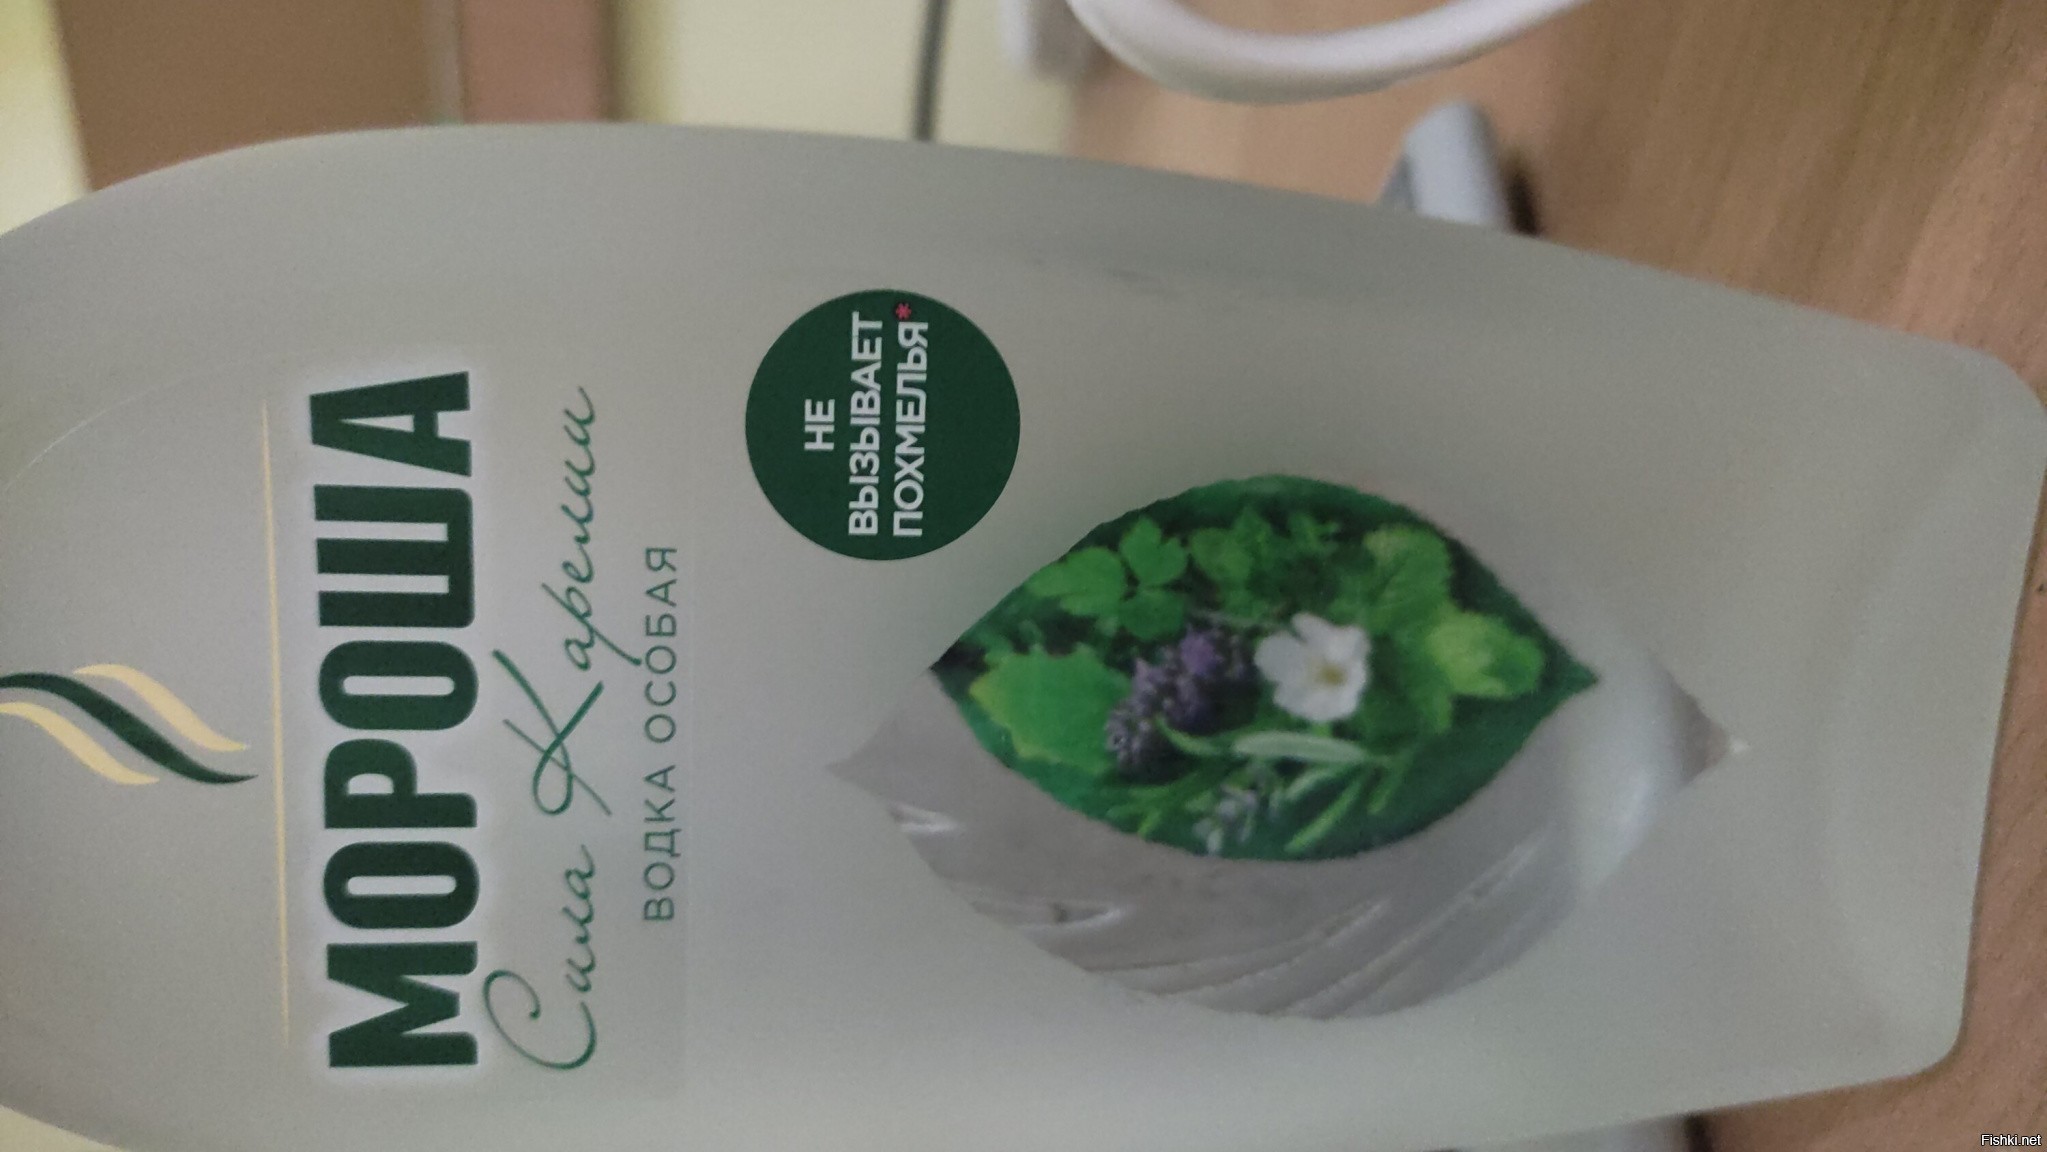 МОРОША
Сила Карелии
ВОДКА ОСОБАЯ
НЕ
ВЫЗЫВАЕТ
ПОХМЕЛЬЯ*
Fishki.net